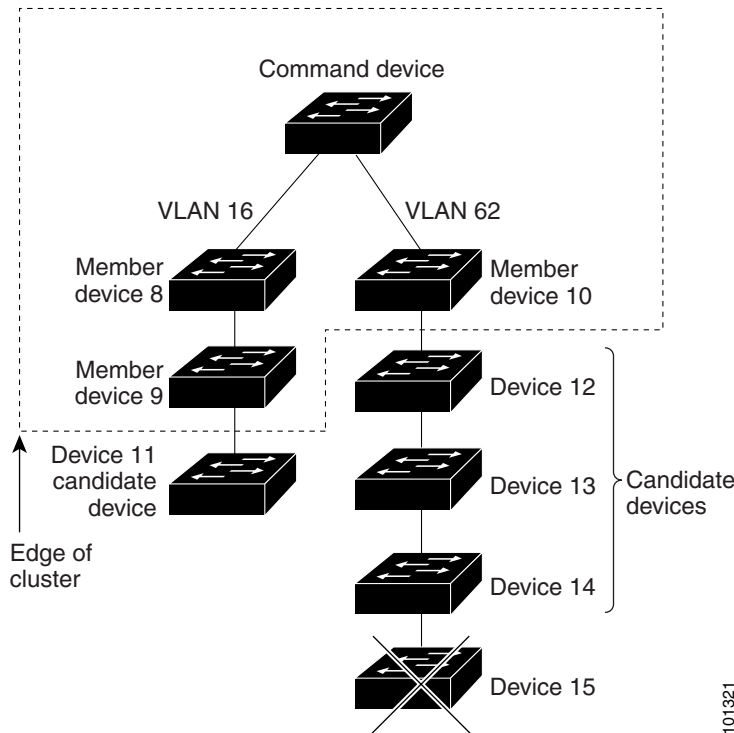 Command device
VLAN 16
VLAN 62
Member
device 8
Member
device 10
Member
device 9
Device 12
Device 11
candidate
device
Device 13
Candidate
devices
Edge of
cluster
Device 14
Device 15
101321